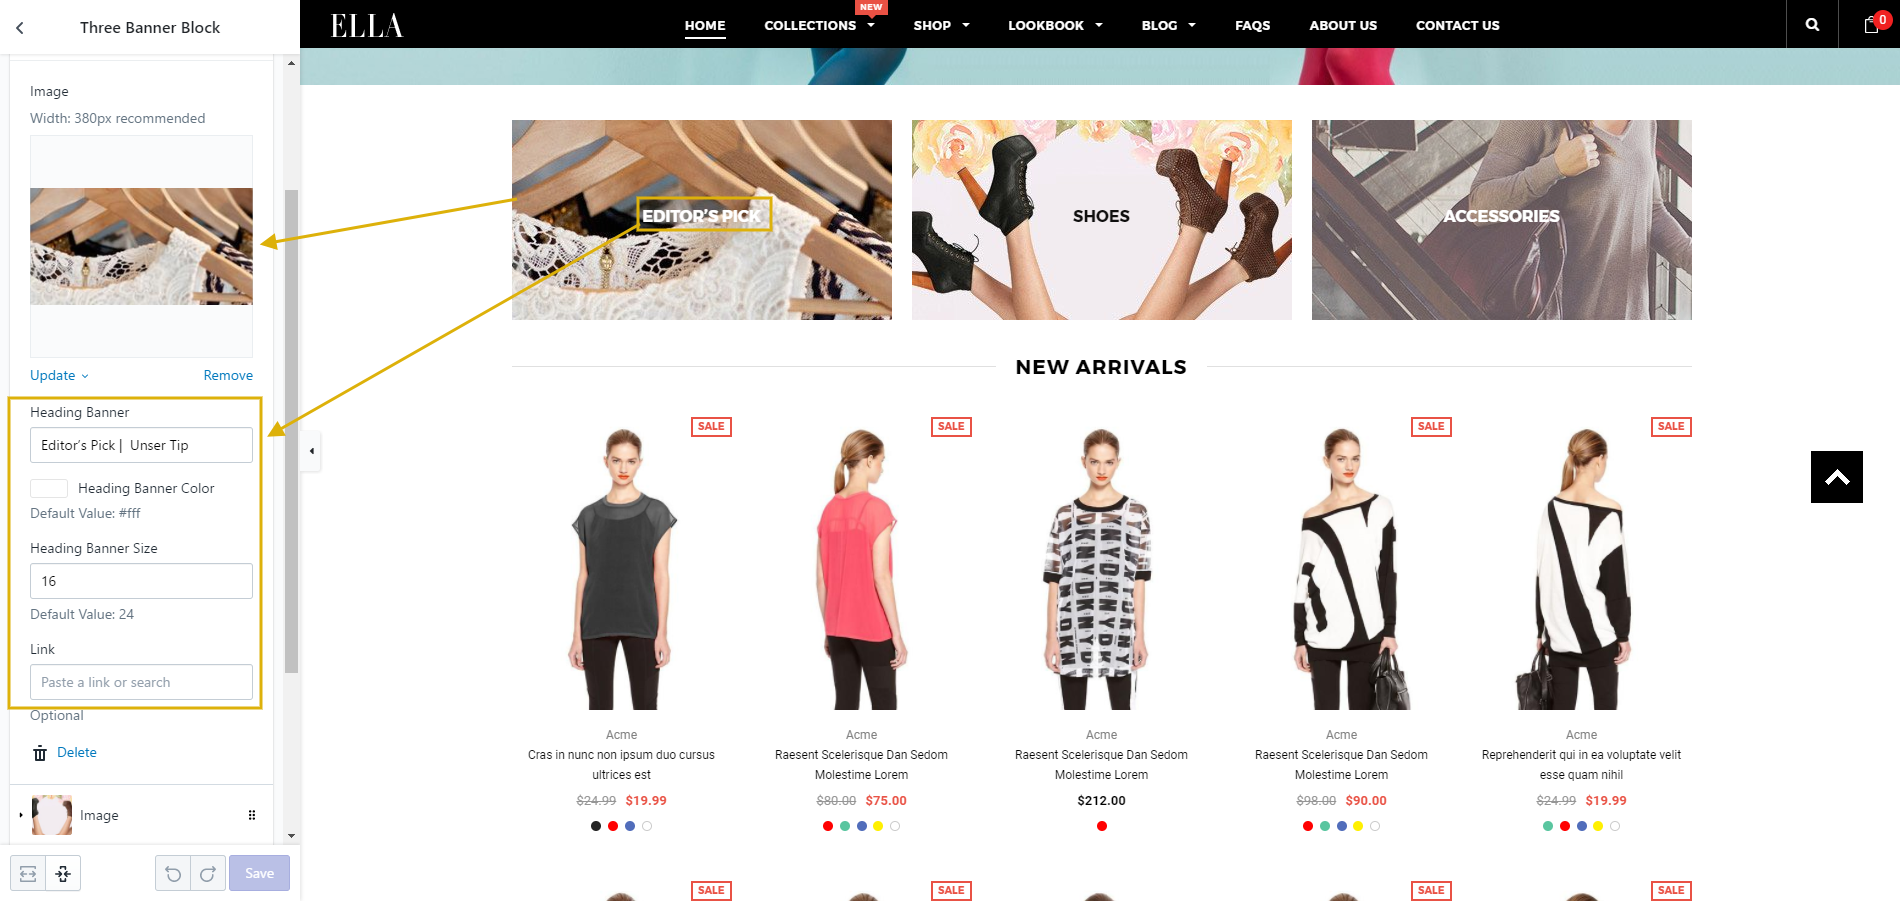 Three Banner Block
Image
Width: 380px recommended
Update
Remove
Heading Banner
Editor's Pick |  Unser Tip
Heading Banner Color
Default Value: #fff
Heading Banner Size
16
Default Value: 24
Link
Paste a link or search
Optional
Delete
Image
Save
ELLA
HOME
COLLECTIONS
NEW
SHOP
LOOKBOOK
BLOG
FAQS
ABOUT US
CONTACT US
0
EDITOR'S PICK
SHOES
ACCESSORIES
NEW ARRIVALS
SALE
SALE
SALE
SALE
Acme
Cras in nunc non ipsum duo cursus
ultrices est
$24.99 $19.99
Acme
Raesent Scelerisque Dan Sedom
Molestime Lorem
$80.00 $75.00
Acme
Raesent Scelerisque Dan Sedom
Molestime Lorem
$212.00
Acme
Raesent Scelerisque Dan Sedom
Molestime Lorem
$98.00 $90.00
Acme
Reprehenderit qui in ea voluptate velit
esse quam nihil
$24.99 $19.99
SALE
SALE
SALE
SALE